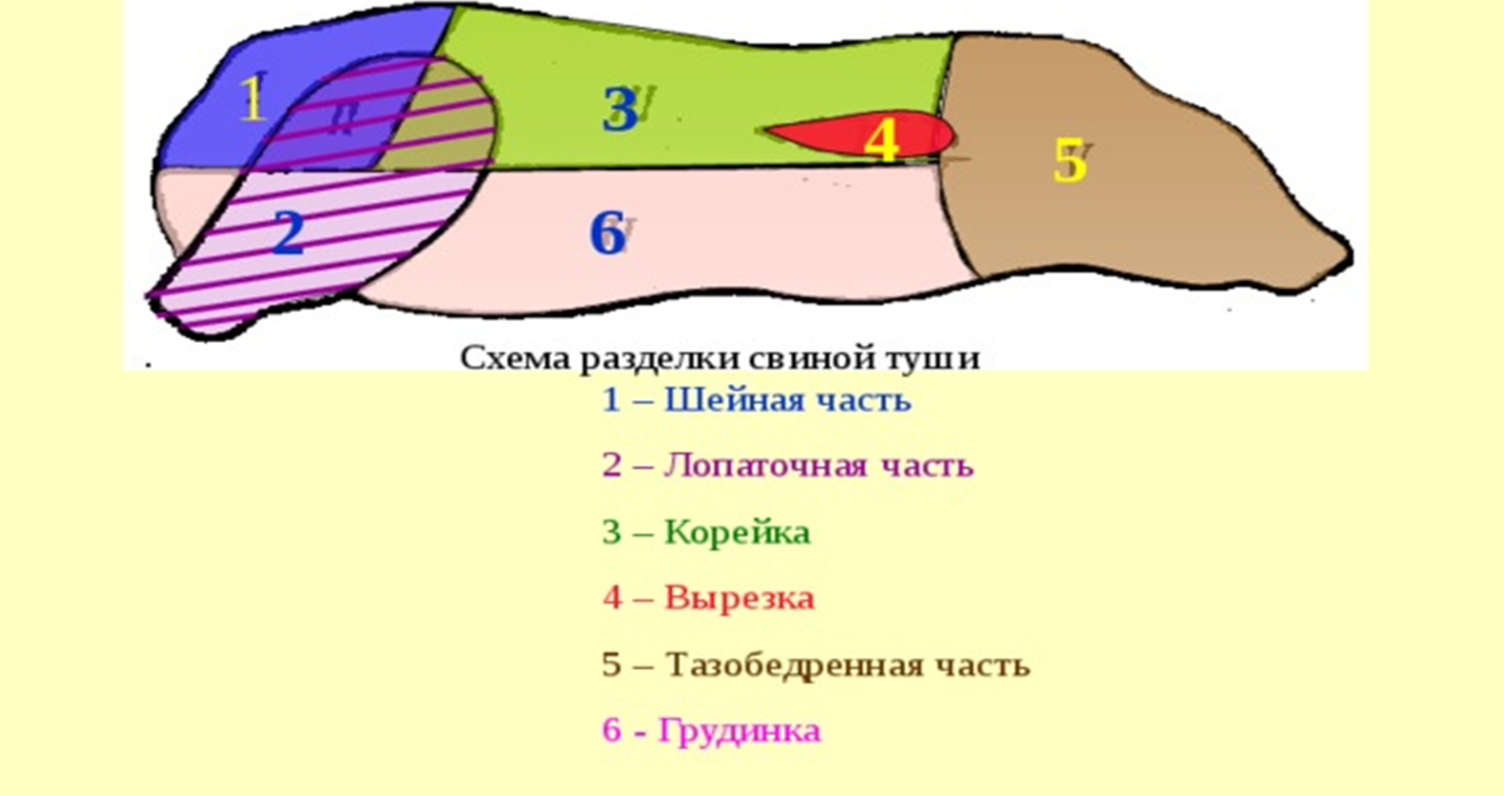 1
3
4
5
2
6
Схема разделки свиной туши
1 – Шейная часть
2 – Лопаточная часть
3 – Корейка
4 – Вырезка
5 – Тазобедренная часть
6 - Грудинка